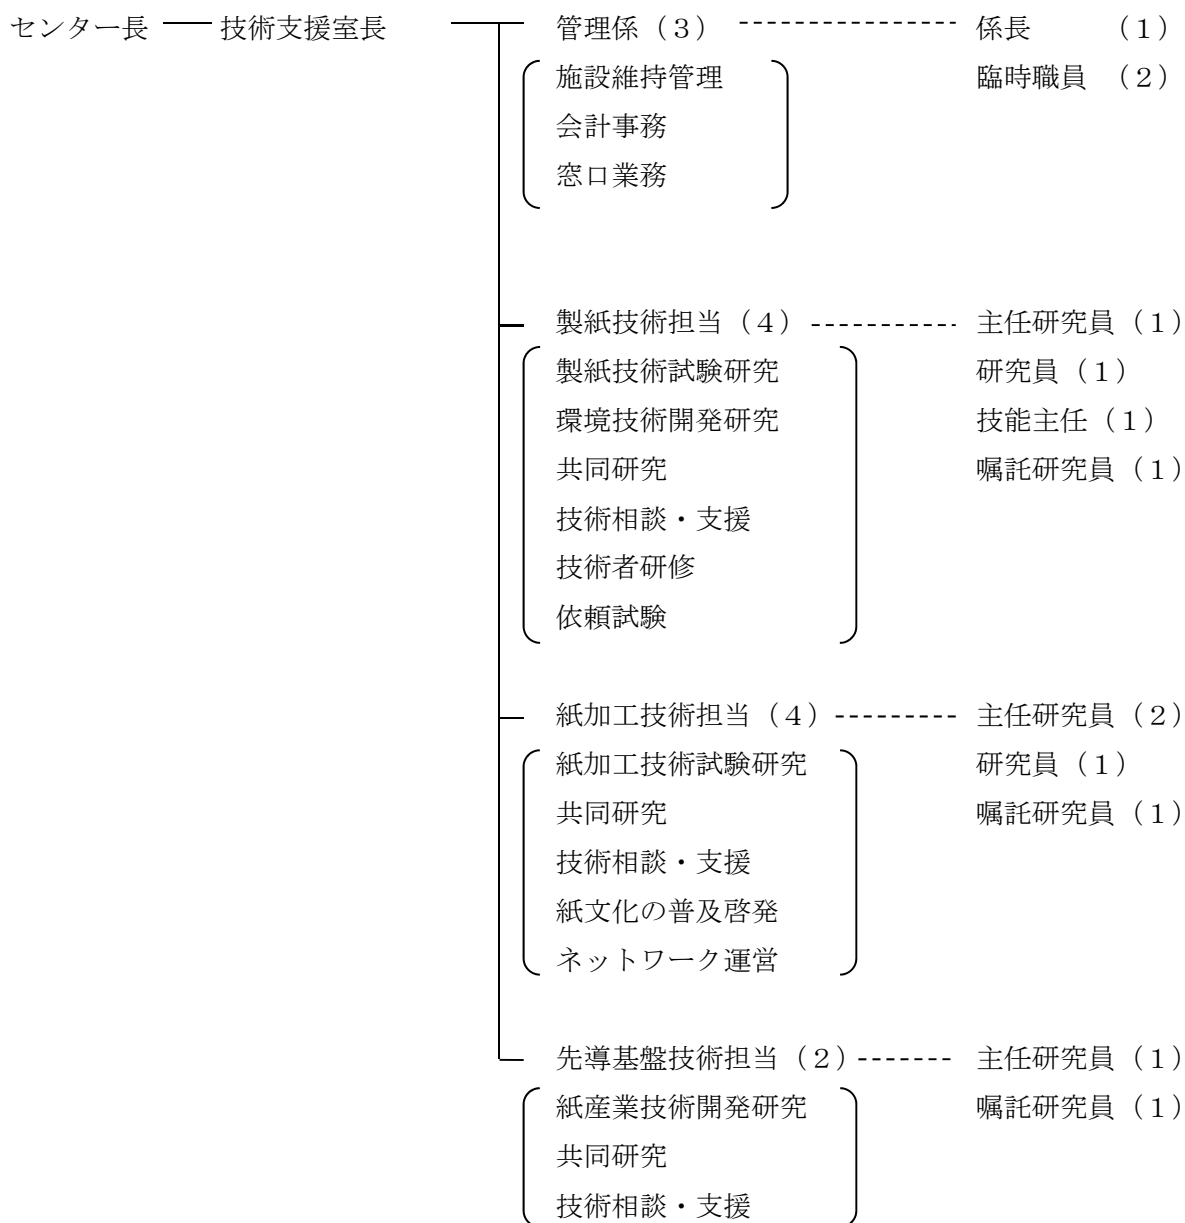 センター長 技術支援室長 管理係（３） 係長 （１）
施設維持管理 臨時職員 （２）
会計事務
窓口業務
製紙技術担当（４） 主任研究員（１）
製紙技術試験研究 研究員（１）
環境技術開発研究 技能主任（１）
共同研究 嘱託研究員（１）
技術相談・支援
技術者研修
依頼試験
紙加工技術担当（４） 主任研究員（２）
紙加工技術試験研究 研究員（１）
共同研究 嘱託研究員（１）
技術相談・支援
紙文化の普及啓発
ネットワーク運営
先導基盤技術担当（２） 主任研究員（１）
紙産業技術開発研究 嘱託研究員（１）
共同研究
技術相談・支援